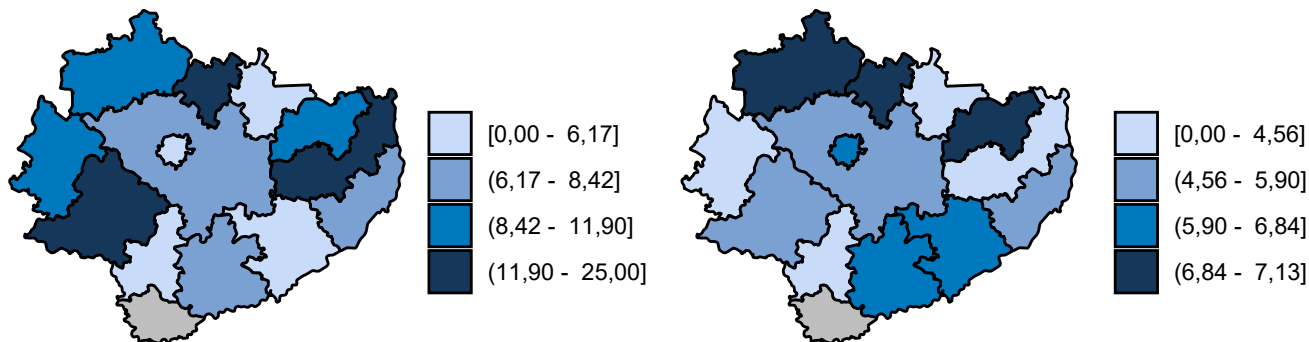 [0,00 - 6,17]
(6,17 - 8,42]
(8,42 - 11,90]
(11,90 - 25,00]
[0,00 - 4,56]
(4,56 - 5,90]
(5,90 - 6,84]
(6,84 - 7,13]